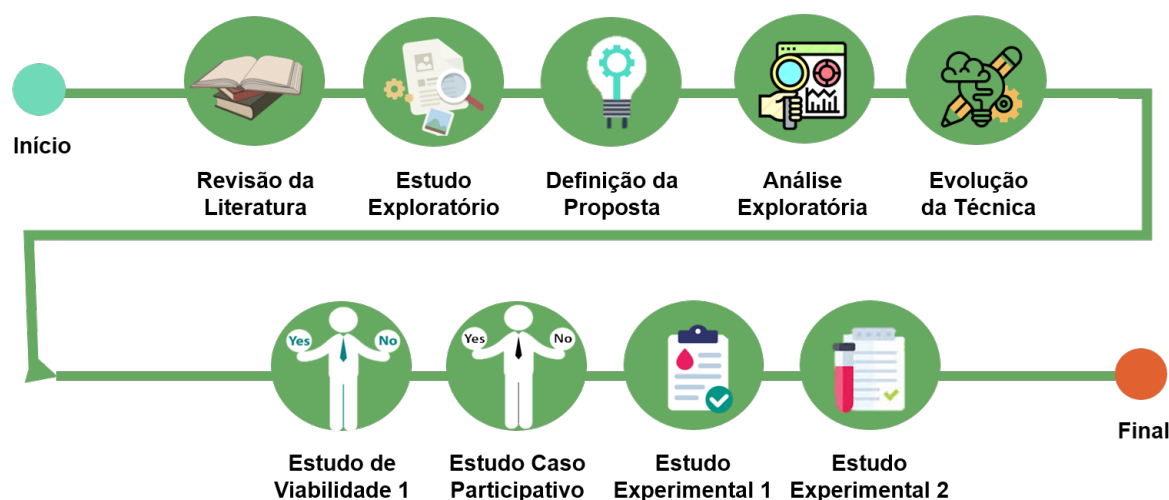 Início
Revisão da
Literatura
Estudo
Exploratório
Definição da
Proposta
Análise
Exploratória
Evolução
da Técnica
Yes
No
Estudo de
Viabilidade 1
Yes
No
Estudo Caso
Participativo
Estudo
Experimental 1
Estudo
Experimental 2
Final